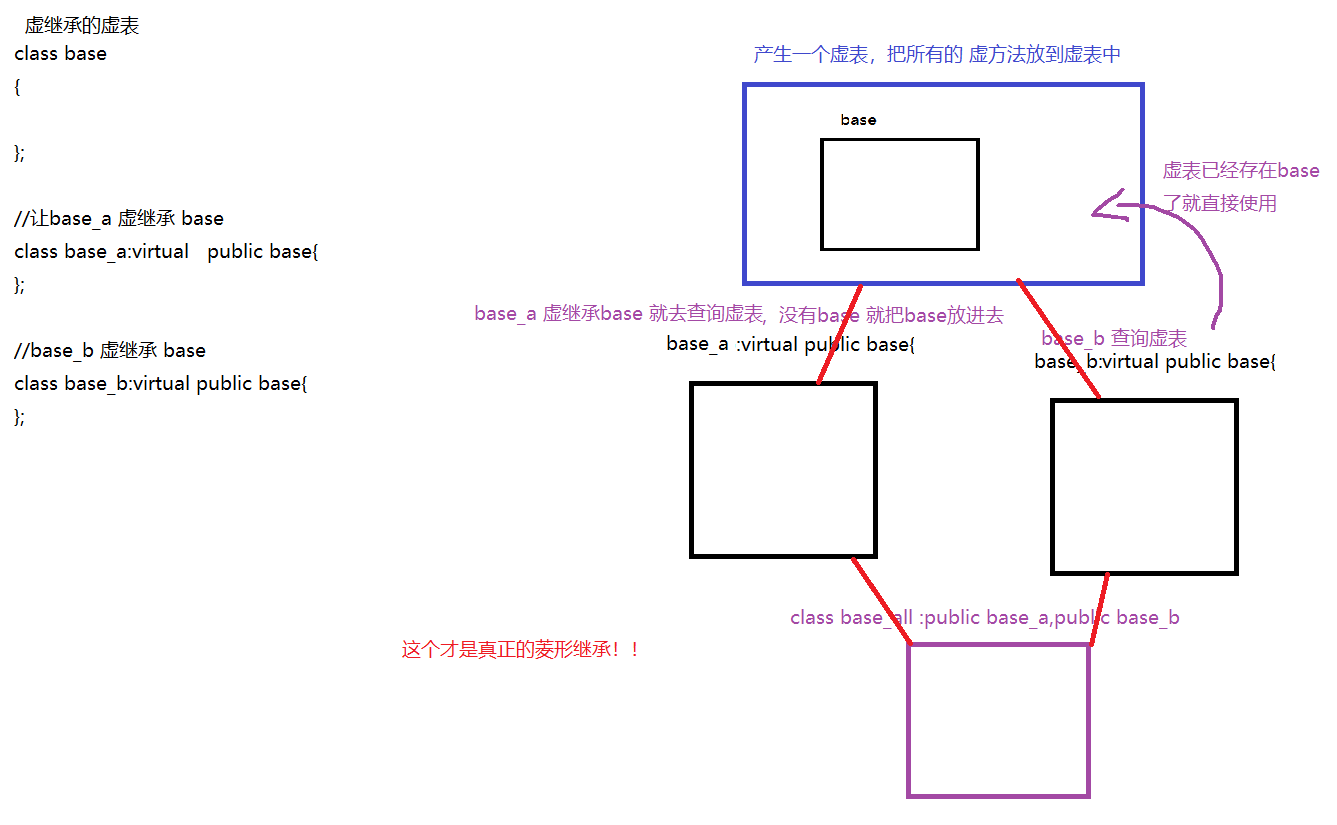 虚继承的虚表
class base
{
};
//让base_a 虚继承 base
class base_a:virtual   public base{
};
//base_b 虚继承 base
class base_b:virtual public base{
};
产生一个虚表，把所有的 虚方法放到虚表中
base
虚表已经存在base
了就直接使用
base_a 虚继承base 就去查询虚表，没有base 就把base放进去
base_a :virtual public base{
base_b 查询虚表
base_b:virtual public base{
class base_all :public base_a,public base_b
这个才是真正的菱形继承！！